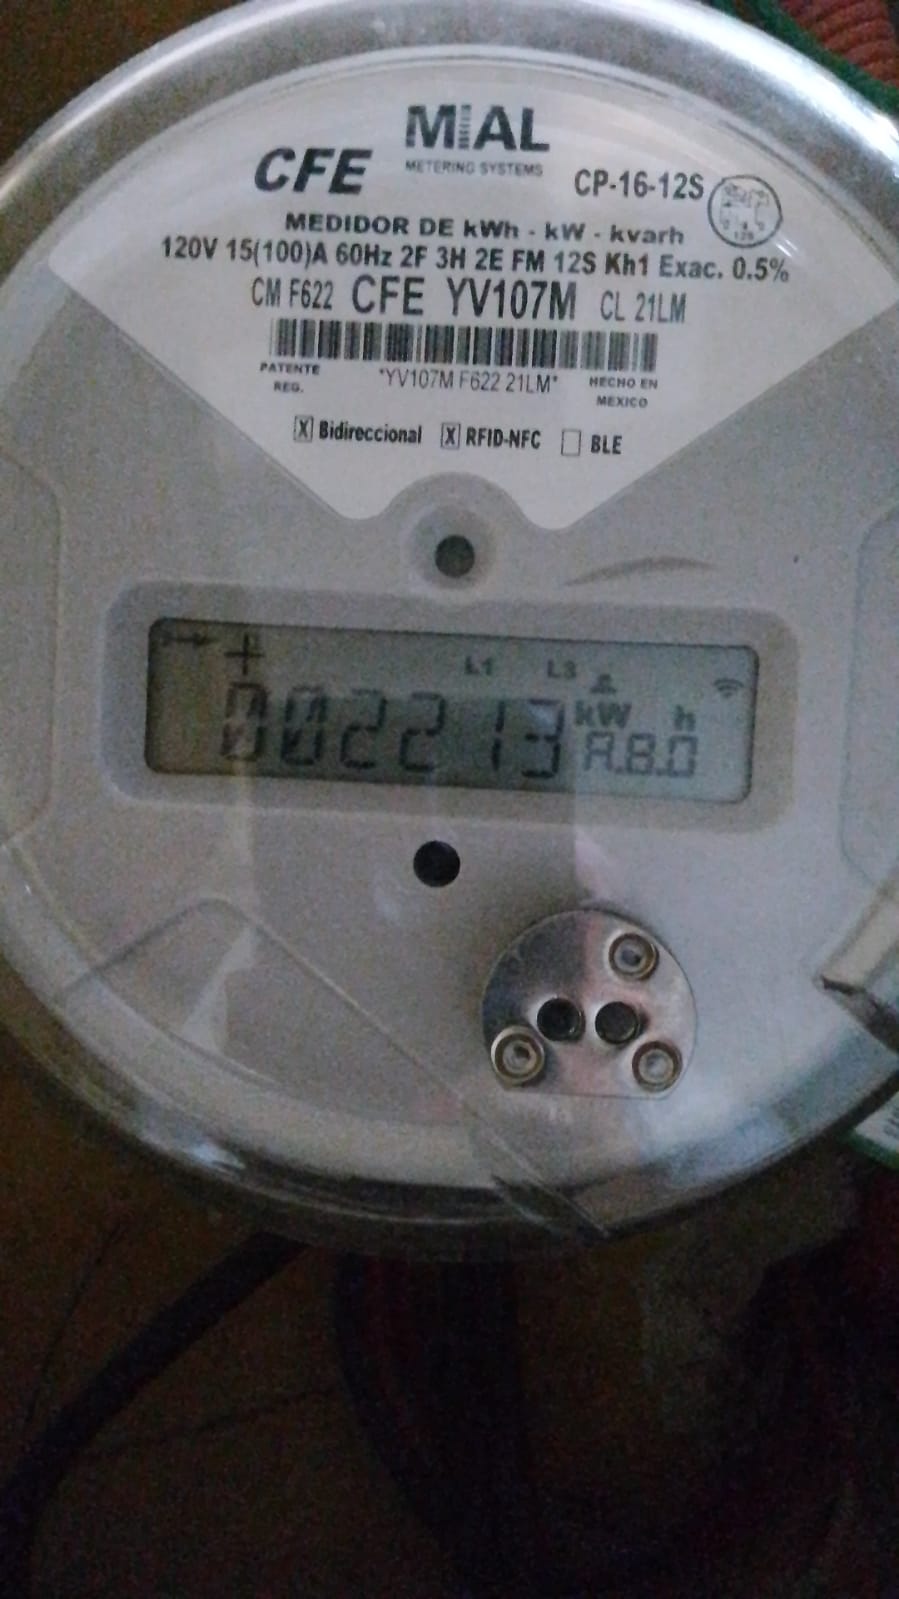 MIAL
METERING SYSTEMS
CFE
CP-16-12S
MEDIDOR DE kWh - kW - kvarh
120V 15(100)A 60Hz 2F 3H 2E FM 12S Kh1 Exac. 0.5%
CM F622 CFE YV107M CL 21LM
PATENTE REG.
*YV107M F622 21LM*
HECHO EN MEXICO
[X] Bidireccional [X] RFID-NFC [ ] BLE
+ L1 L3
002213 kW h
A.B.0